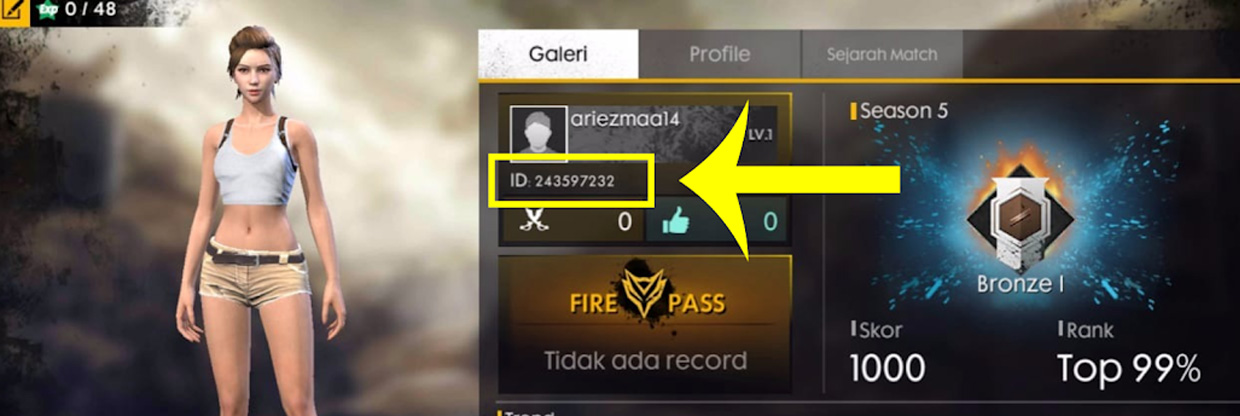 Exp 0 / 48
Galeri Profile Sejarah Match
ariezmaa14
LV.1
ID: 243597232
0 0
FIRE PASS
Tidak ada record
Season 5
Bronze I
Skor Rank
1000 Top 99%
Trend